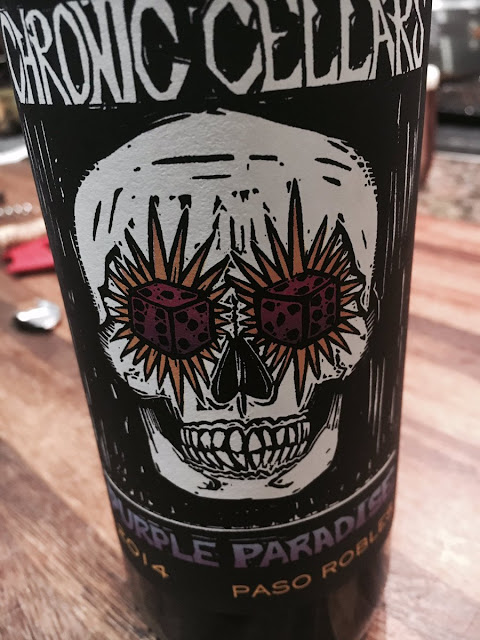 CHRONIC CELLARS
PURPLE PARADISE
2014 PASO ROBLES